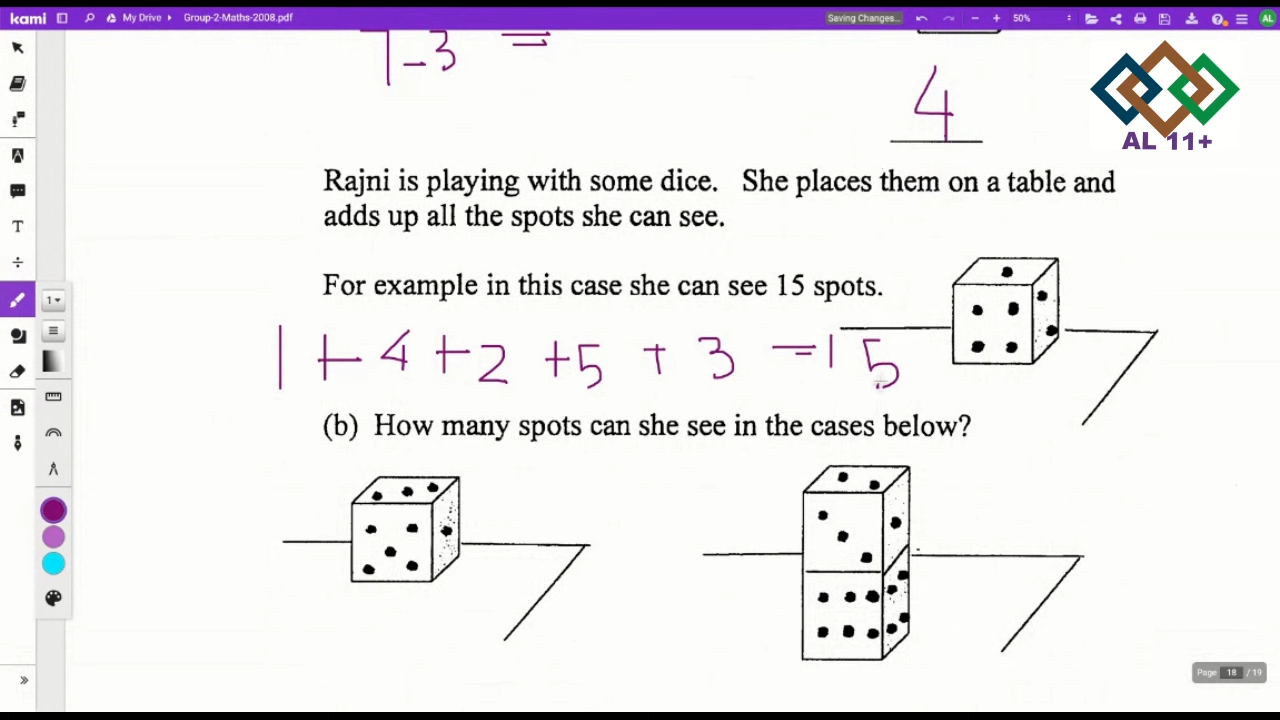 kami
My Drive
Group-2-Maths-2008.pdf
Saving Changes...
50%
AL
7-3 =
4
AL 11+
Rajni is playing with some dice. She places them on a table and
adds up all the spots she can see.
For example in this case she can see 15 spots.
1 + 4 + 2 + 5 + 3 = 15
(b) How many spots can she see in the cases below?
T
1
Page 18 / 19